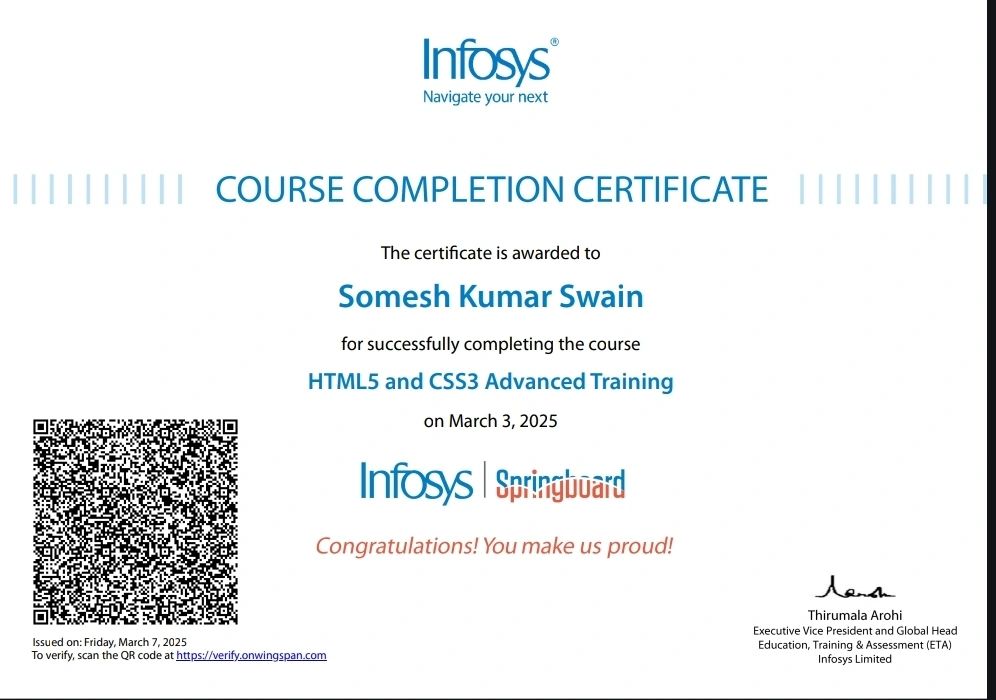 Infosys®
Navigate your next
COURSE COMPLETION CERTIFICATE
The certificate is awarded to
Somesh Kumar Swain
for successfully completing the course
HTML5 and CSS3 Advanced Training
on March 3, 2025
Infosys | Springboard
Congratulations! You make us proud!
Issued on: Friday, March 7, 2025
To verify, scan the QR code at https://verify.onwingspan.com
Thirumala Arohi
Executive Vice President and Global Head
Education, Training & Assessment (ETA)
Infosys Limited